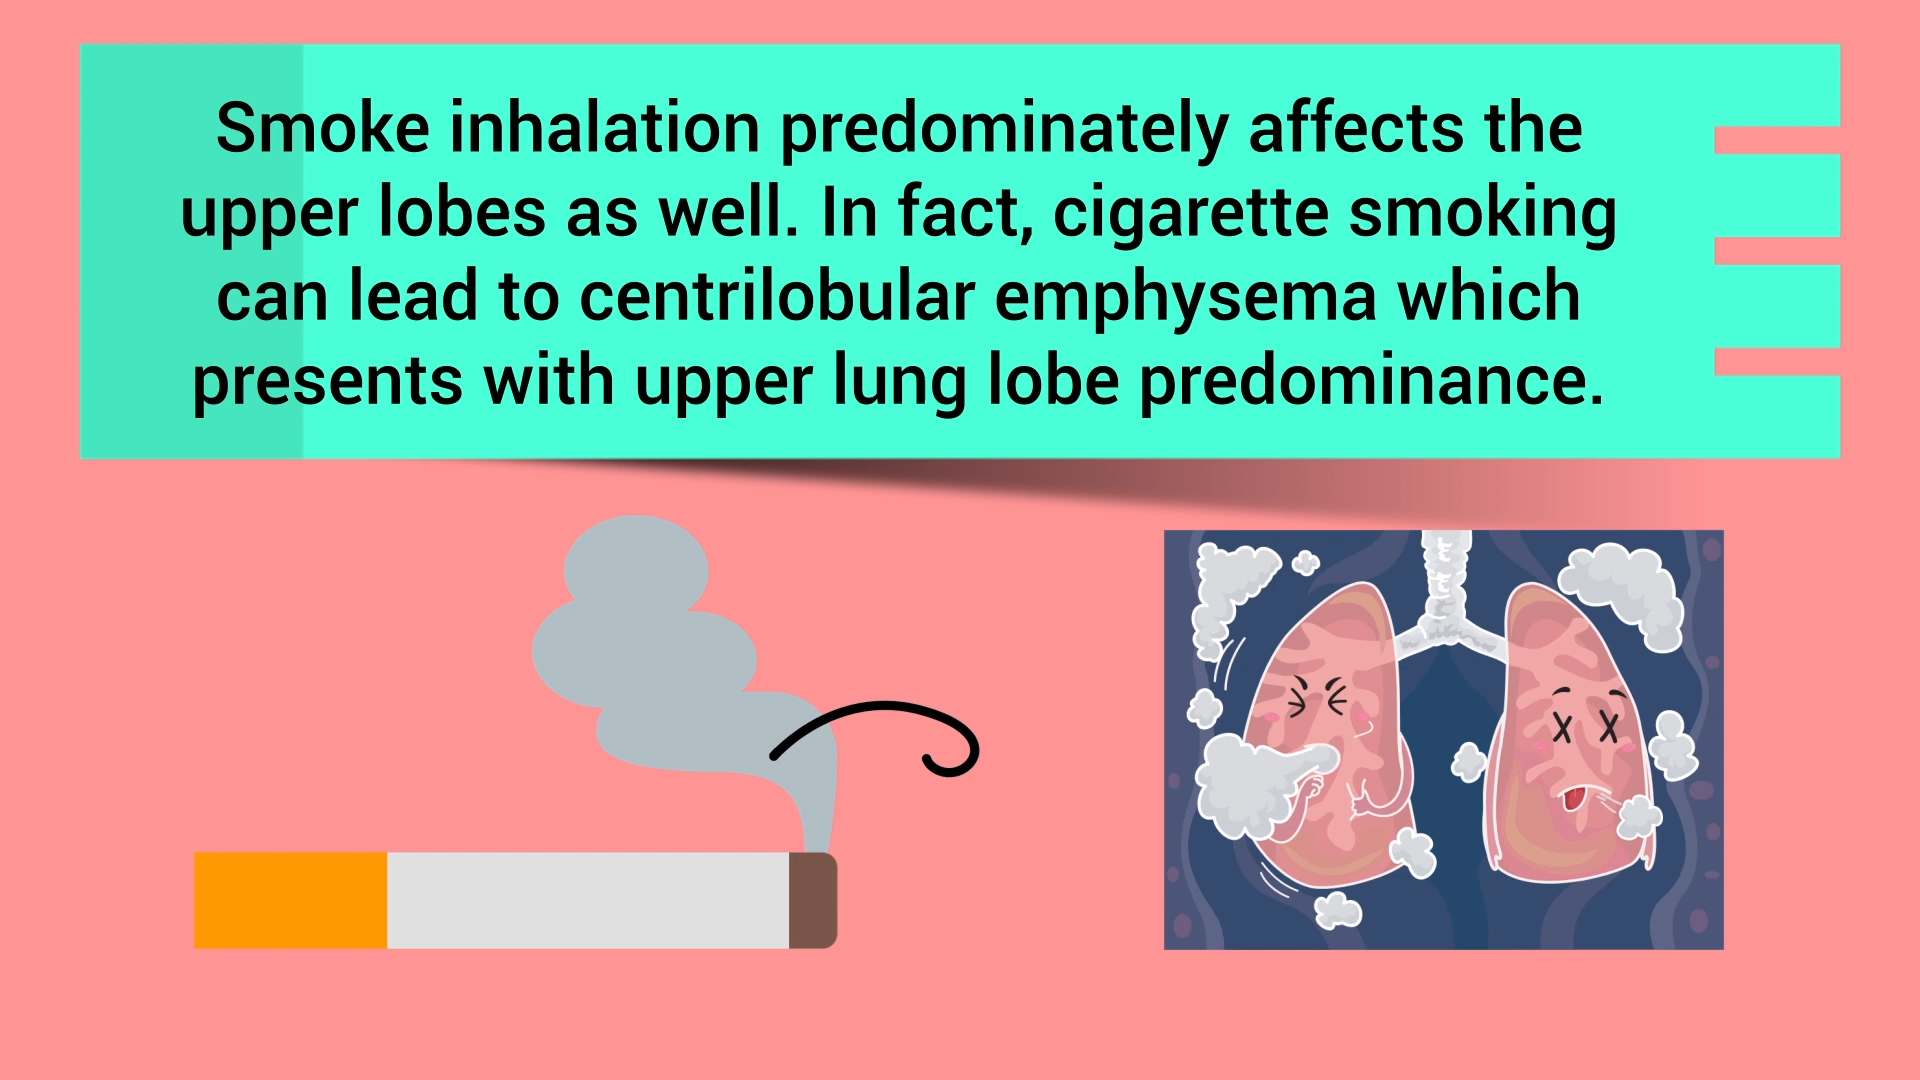 Smoke inhalation predominately affects the
upper lobes as well. In fact, cigarette smoking
can lead to centrilobular emphysema which
presents with upper lung lobe predominance.